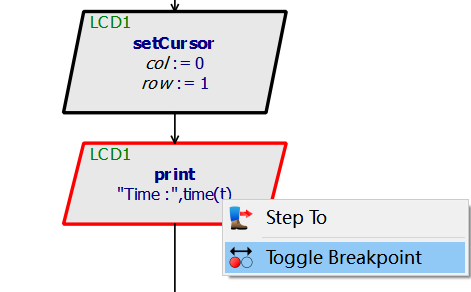 LCD1
setCursor
col := 0
row := 1
LCD1
print
"Time :",time(t)
Step To
Toggle Breakpoint